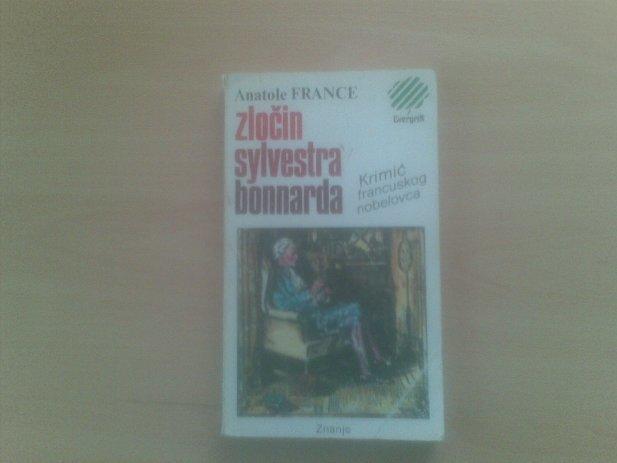 Anatole FRANCE
Evergrin
zločin
sylvestra
bonnarda
Krimić
francuskog
nobelovca
Znanje